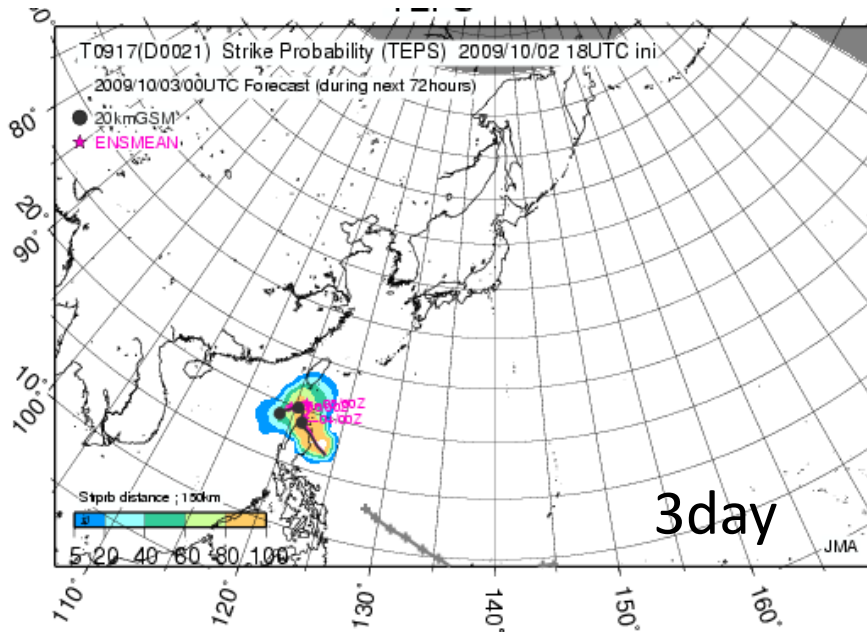 T0917(D0021) Strike Probability (TEPS) 2009/10/02 18UTC ini
2009/10/03/00UTC Forecast (during next 72hours)
20kmGSM
ENSMEAN
80°
20°
90°
10°
100°
Strprb distance ; 150km
5 20 40 60 80 100
3day
JMA
110°
120°
130°
140°
150°
160°